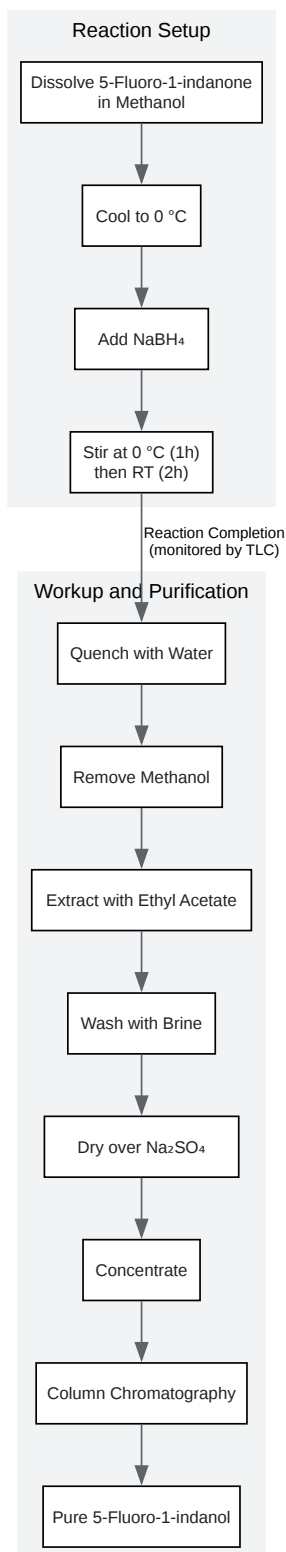 Reaction Setup
Dissolve 5-Fluoro-1-indanone
in Methanol
Cool to 0 °C
Add NaBH₄
Stir at 0 °C (1h)
then RT (2h)
Reaction Completion
(monitored by TLC)
Workup and Purification
Quench with Water
Remove Methanol
Extract with Ethyl Acetate
Wash with Brine
Dry over Na₂SO₄
Concentrate
Column Chromatography
Pure 5-Fluoro-1-indanol